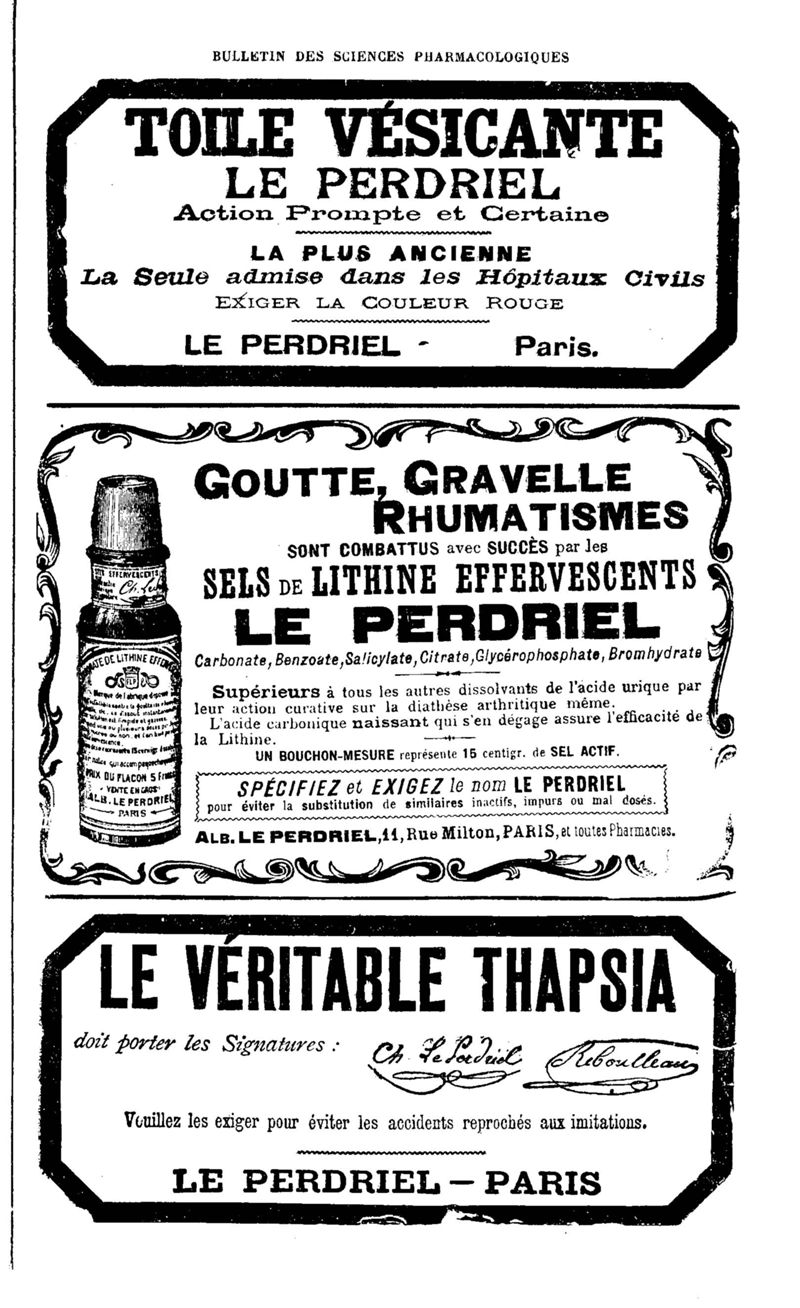 BULLETIN DES SCIENCES PHARMACOLOGIQUES
TOILE VÉSICANTE
LE PERDRIEL
Action Prompte et Certaine
LA PLUS ANCIENNE
La Seule admise dans les Hôpitaux Civils
EXIGER LA COULEUR ROUGE
LE PERDRIEL - Paris.
GOUTTE, GRAVELLE
RHUMATISMES
SONT COMBATTUS avec SUCCÈS par les
SELS DE LITHINE EFFERVESCENTS
LE PERDRIEL
Carbonate, Benzoate, Salicylate, Citrate, Glycérophosphate, Bromhydrate
Supérieurs à tous les autres dissolvants de l'acide urique par
leur action curative sur la diathèse arthritique même.
L'acide carbonique naissant qui s'en dégage assure l'efficacité de
la Lithine.
UN BOUCHON-MESURE représente 15 centigr. de SEL ACTIF.
SPÉCIFIEZ et EXIGEZ le nom LE PERDRIEL
pour éviter la substitution de similaires inactifs, impurs ou mal dosés.
ALB. LE PERDRIEL, 11, Rue Milton, PARIS, et toutes Pharmacies.
EFFERVESCENTS
DE LITHINE
PRIX DU FLACON 5 Francs
VENTE EN GROS
ALB. LE PERDRIEL
PARIS
LE VÉRITABLE THAPSIA
doit porter les Signatures :
Ch Le Perdriel Reboulleau
Veuillez les exiger pour éviter les accidents reprochés aux imitations.
LE PERDRIEL — PARIS